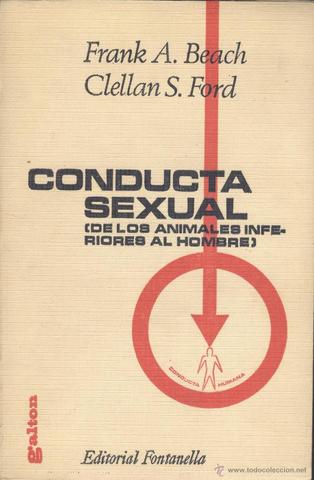 Frank A. Beach
Clellan S. Ford
CONDUCTA
SEXUAL
(DE LOS ANIMALES INFE-
RIORES AL HOMBRE)
CONDUCTA HUMANA
galton
Editorial Fontanella
www.todocoleccion.net